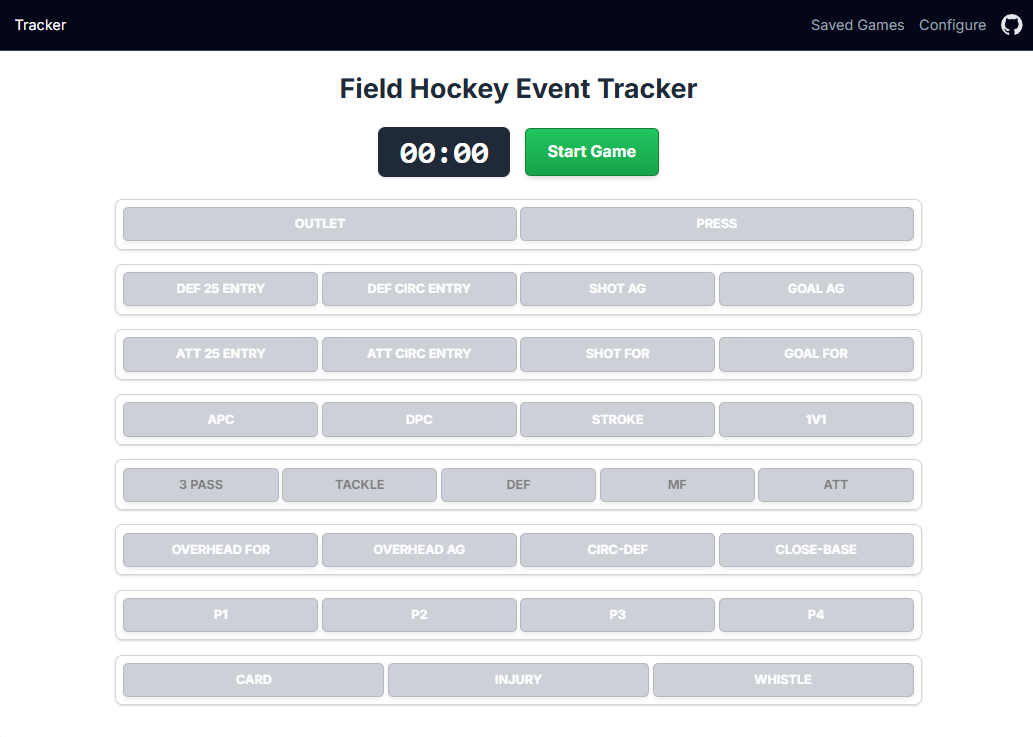 Tracker Saved Games Configure
Field Hockey Event Tracker
00:00 Start Game
OUTLET PRESS
DEF 25 ENTRY DEF CIRC ENTRY SHOT AG GOAL AG
ATT 25 ENTRY ATT CIRC ENTRY SHOT FOR GOAL FOR
APC DPC STROKE 1V1
3 PASS TACKLE DEF MF ATT
OVERHEAD FOR OVERHEAD AG CIRC-DEF CLOSE-BASE
P1 P2 P3 P4
CARD INJURY WHISTLE